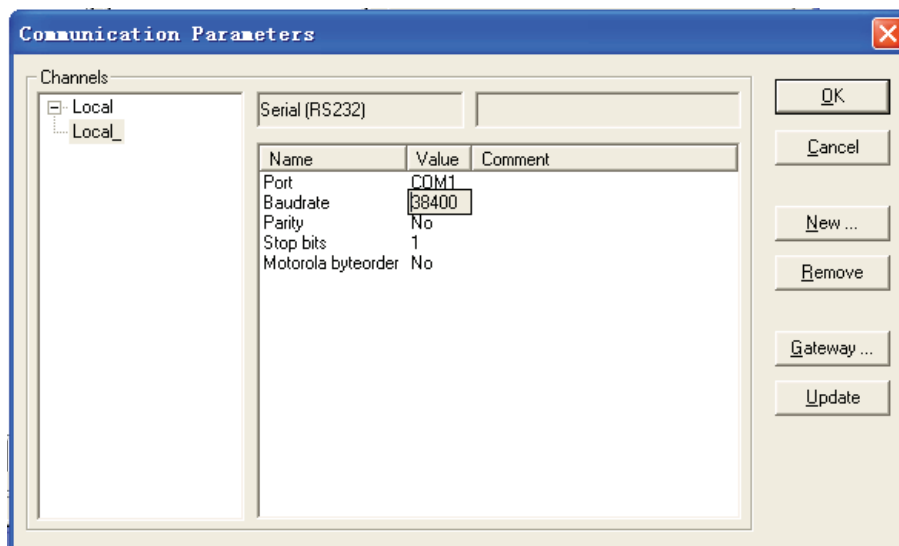 Communication Parameters
Channels
Local
Local_
Serial (RS232)
Name Value Comment
Port COM1
Baudrate 38400
Parity No
Stop bits 1
Motorola byteorder No
OK
Cancel
New ...
Remove
Gateway ...
Update